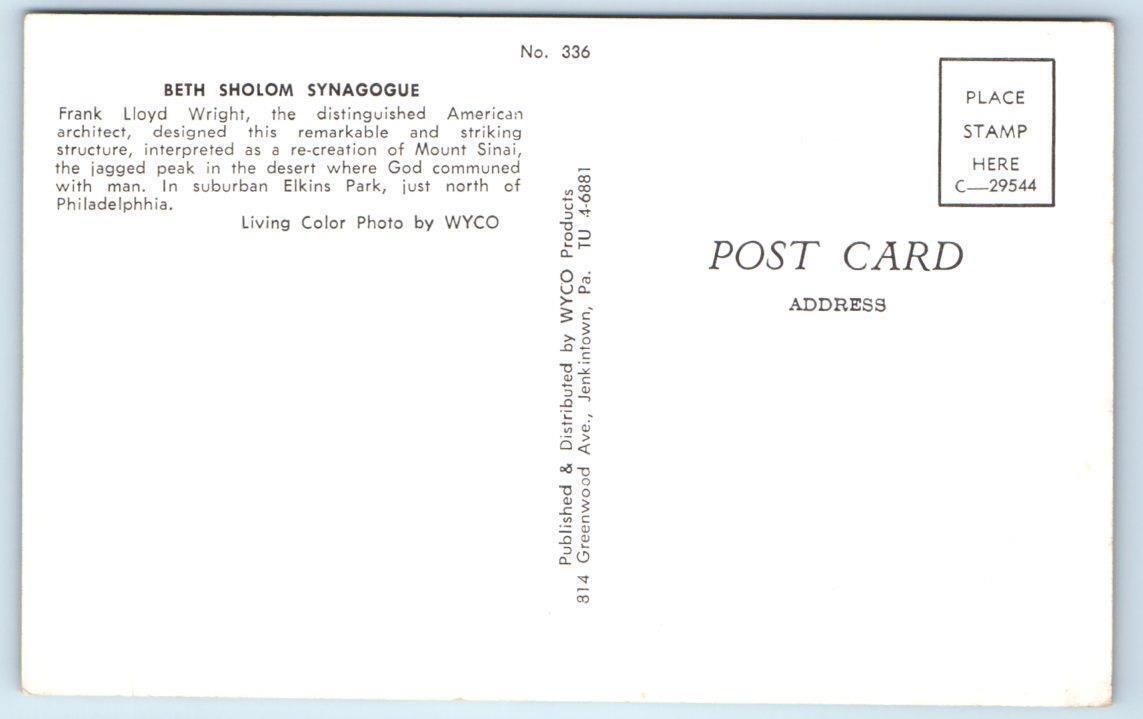 No. 336
BETH SHOLOM SYNAGOGUE
Frank Lloyd Wright, the distinguished American
architect, designed this remarkable and striking
structure, interpreted as a re-creation of Mount Sinai,
the jagged peak in the desert where God communed
with man. In suburban Elkins Park, just north of
Philadelphhia.
Living Color Photo by WYCO
Published & Distributed by WYCO Products
814 Greenwood Ave., Jenkintown, Pa. TU 4-6881
PLACE
STAMP
HERE
C—29544
POST CARD
ADDRESS